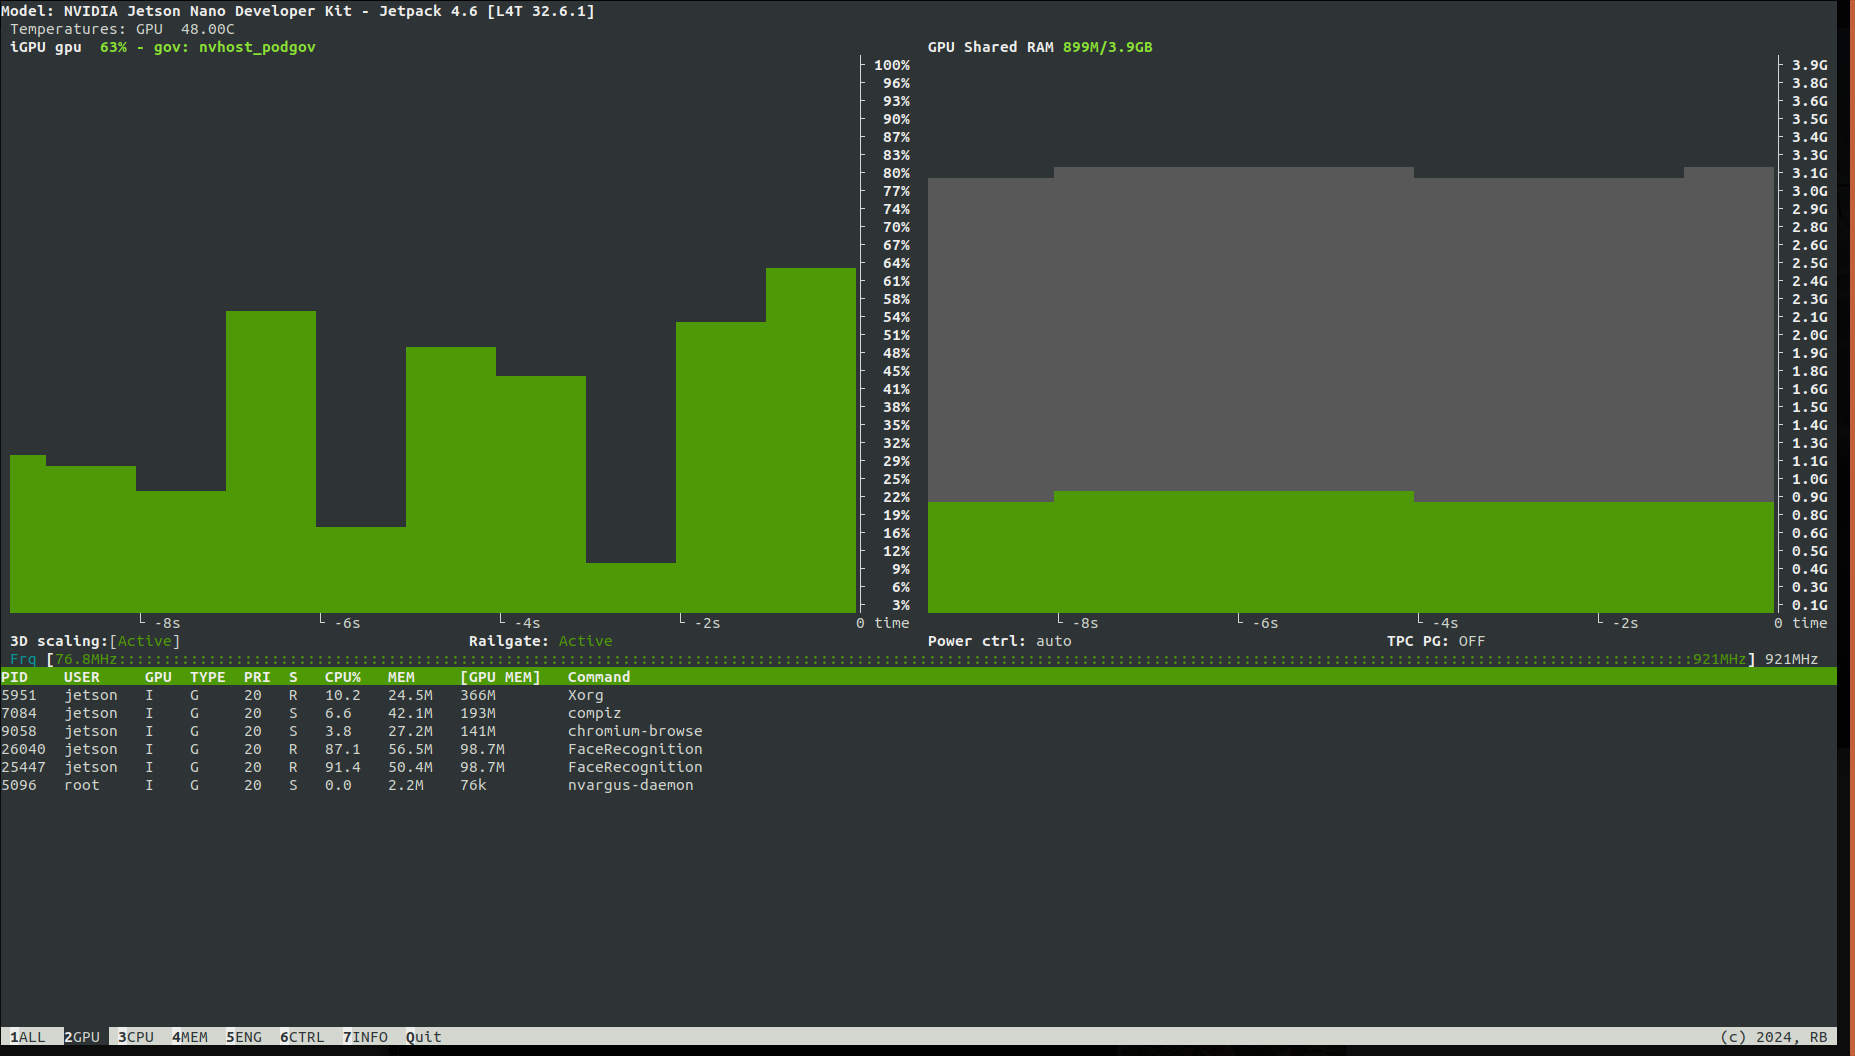 Model: NVIDIA Jetson Nano Developer Kit - Jetpack 4.6 [L4T 32.6.1]
Temperatures: GPU 48.00C
iGPU gpu 63% - gov: nvhost_podgov GPU Shared RAM 899M/3.9GB
100% 3.9G
96% 3.8G
93% 3.6G
90% 3.5G
87% 3.4G
83% 3.3G
80% 3.1G
77% 3.0G
74% 2.9G
70% 2.8G
67% 2.6G
64% 2.5G
61% 2.4G
58% 2.3G
54% 2.1G
51% 2.0G
48% 1.9G
45% 1.8G
41% 1.6G
38% 1.5G
35% 1.4G
32% 1.3G
29% 1.1G
25% 1.0G
22% 0.9G
19% 0.8G
16% 0.6G
12% 0.5G
9% 0.4G
6% 0.3G
3% 0.1G
-8s -6s -4s -2s 0 time -8s -6s -4s -2s 0 time
3D scaling:[Active] Railgate: Active Power ctrl: auto TPC PG: OFF
Frq [76.8MHz 921MHz] 921MHz
PID USER GPU TYPE PRI S CPU% MEM [GPU MEM] Command
5951 jetson I G 20 R 10.2 24.5M 366M Xorg
7084 jetson I G 20 S 6.6 42.1M 193M compiz
9058 jetson I G 20 S 3.8 27.2M 141M chromium-browse
26040 jetson I G 20 R 87.1 56.5M 98.7M FaceRecognition
25447 jetson I G 20 R 91.4 50.4M 98.7M FaceRecognition
5096 root I G 20 S 0.0 2.2M 76k nvargus-daemon
1ALL 2GPU 3CPU 4MEM 5ENG 6CTRL 7INFO Quit (c) 2024, RB